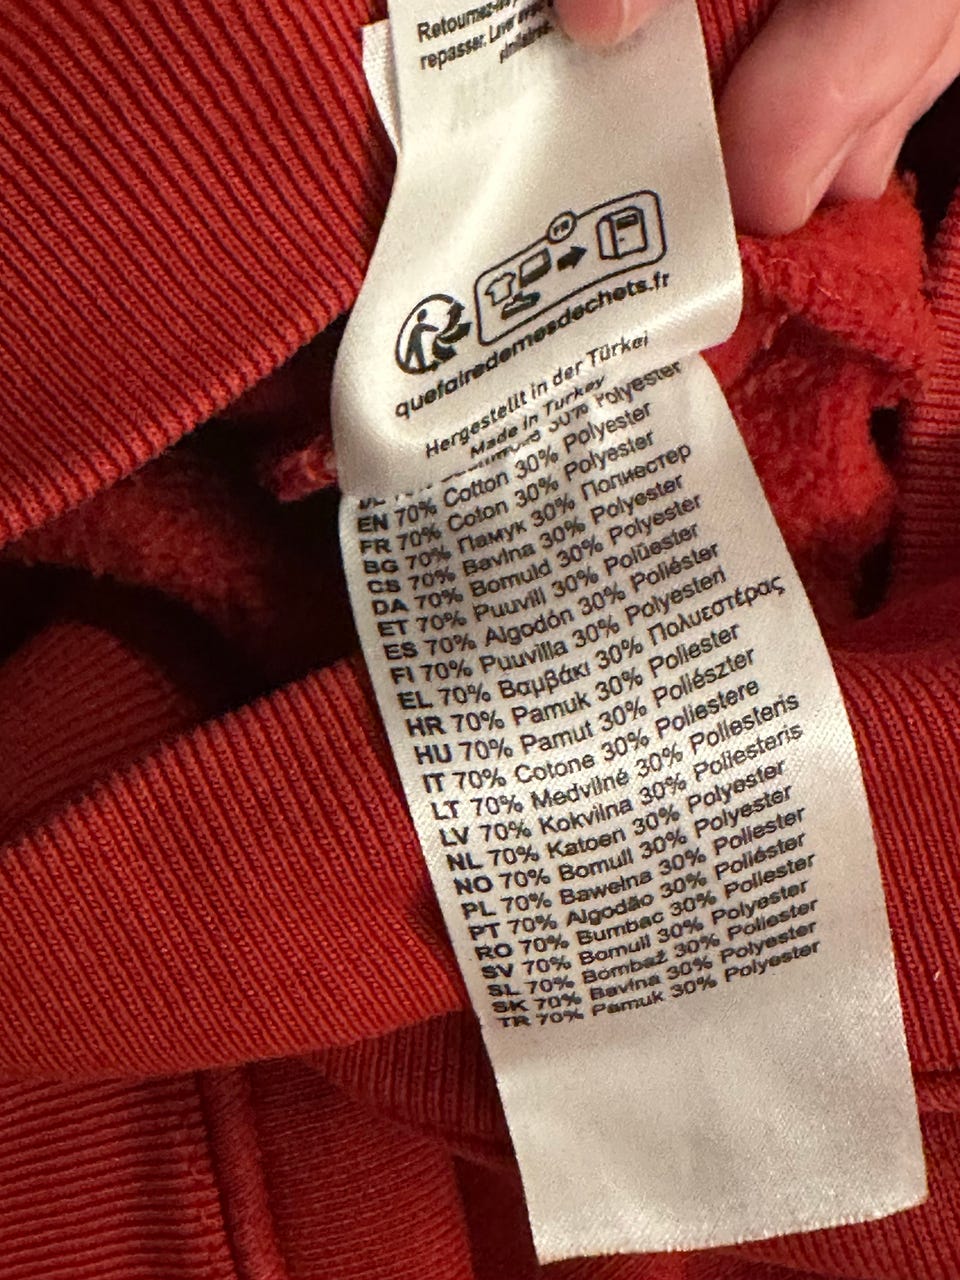 Retournez-
repasser. Laver
FR
quefairedemesdechets.fr
Hergestellt in der Türkei
Made in Turkey
30% Polyester
EN 70% Cotton 30% Polyester
FR 70% Coton 30% Polyester
BG 70% Памук 30% Полиестер
CS 70% Bavlna 30% Polyester
DA 70% Bomuld 30% Polyester
ET 70% Puuvill 30% Polüester
ES 70% Algodón 30% Poliéster
FI 70% Puuvilla 30% Polyesteri
EL 70% Βαμβάκι 30% Πολυεστέρας
HR 70% Pamuk 30% Poliester
HU 70% Pamut 30% Poliészter
IT 70% Cotone 30% Poliestere
LT 70% Medvilnė 30% Poliesteris
LV 70% Kokvilna 30% Poliesteris
NL 70% Katoen 30% Polyester
NO 70% Bomull 30% Polyester
PL 70% Bawełna 30% Poliester
PT 70% Algodão 30% Poliéster
RO 70% Bumbac 30% Poliester
SV 70% Bomull 30% Polyester
SL 70% Bombaž 30% Poliester
SK 70% Bavlna 30% Polyester
TR 70% Pamuk 30% Polyester